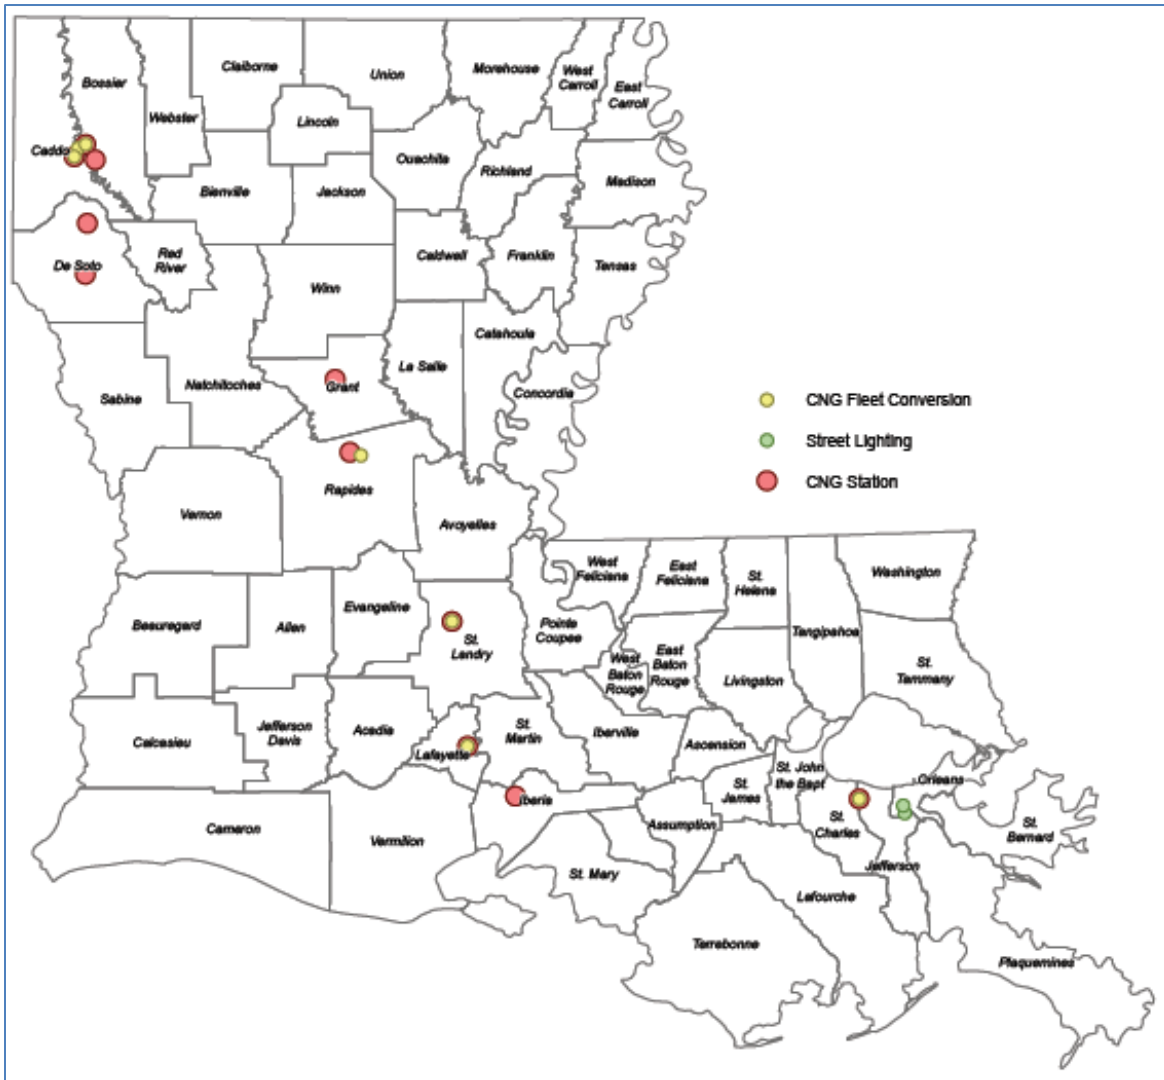 Claiborne
Union
Morehouse
West
Carroll
East
Carroll
Bossier
Webster
Lincoln
Caddo
Ouachita
Richland
Madison
Bienville
Jackson
De Soto
Red
River
Caldwell
Franklin
Tensas
Winn
Catahoula
Sabine
Natchitoches
Grant
La Salle
Concordia
CNG Fleet Conversion
Street Lighting
CNG Station
Rapides
Vernon
Avoyelles
West
Feliciana
East
Feliciana
St.
Helena
Washington
Beauregard
Allen
Evangeline
St.
Landry
Pointe
Coupee
West
Baton
Rouge
East
Baton
Rouge
Tangipahoa
Livingston
St.
Tammany
Calcasieu
Jefferson
Davis
Acadia
Lafayette
St.
Martin
Iberville
Ascension
St.
James
St. John
the Bapt
Orleans
Iberia
Cameron
Vermilion
Assumption
St.
Charles
St.
Bernard
St. Mary
Jefferson
Lafourche
Terrebonne
Plaquemines